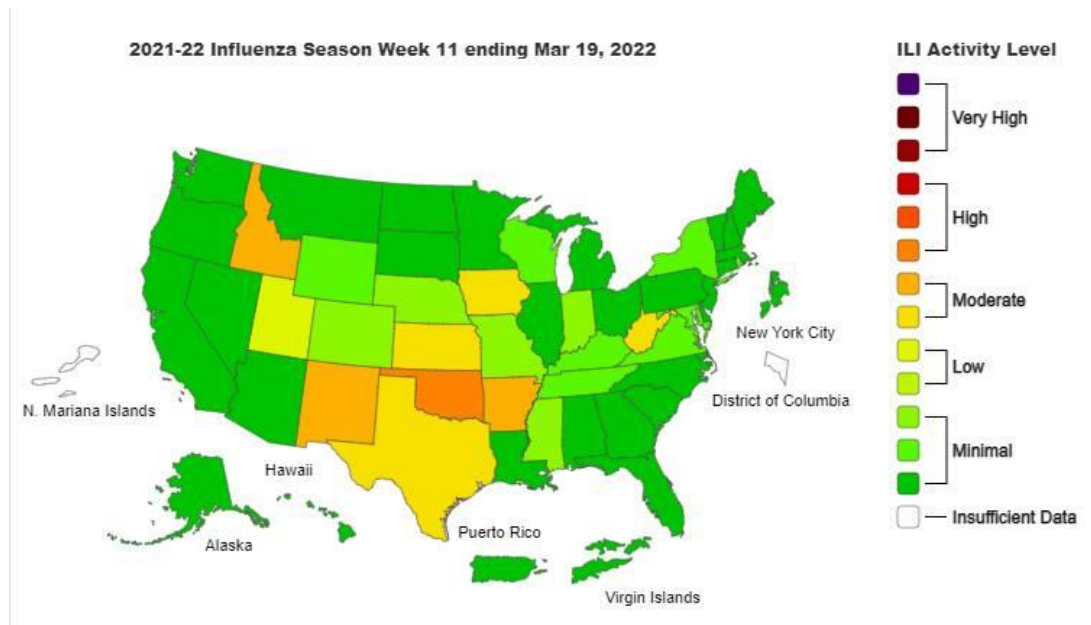 2021-22 Influenza Season Week 11 ending Mar 19, 2022
ILI Activity Level
Very High
High
Moderate
Low
Minimal
Insufficient Data
New York City
District of Columbia
N. Mariana Islands
Hawaii
Alaska
Puerto Rico
Virgin Islands